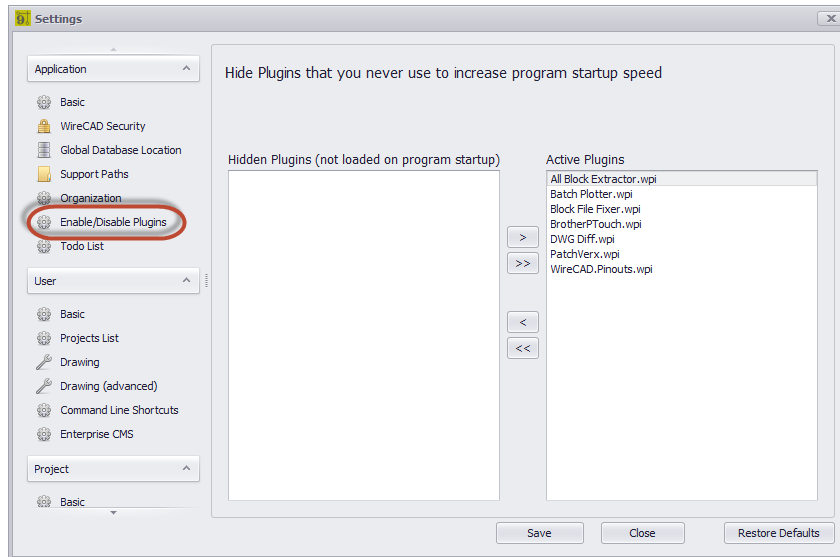 Settings
Application
Basic
WireCAD Security
Global Database Location
Support Paths
Organization
Enable/Disable Plugins
Todo List
User
Basic
Projects List
Drawing
Drawing (advanced)
Command Line Shortcuts
Enterprise CMS
Project
Basic
Hide Plugins that you never use to increase program startup speed
Hidden Plugins (not loaded on program startup)
>
>>
<
<<
Active Plugins
All Block Extractor.wpi
Batch Plotter.wpi
Block File Fixer.wpi
BrotherPTouch.wpi
DWG Diff.wpi
PatchVerx.wpi
WireCAD.Pinouts.wpi
Save
Close
Restore Defaults